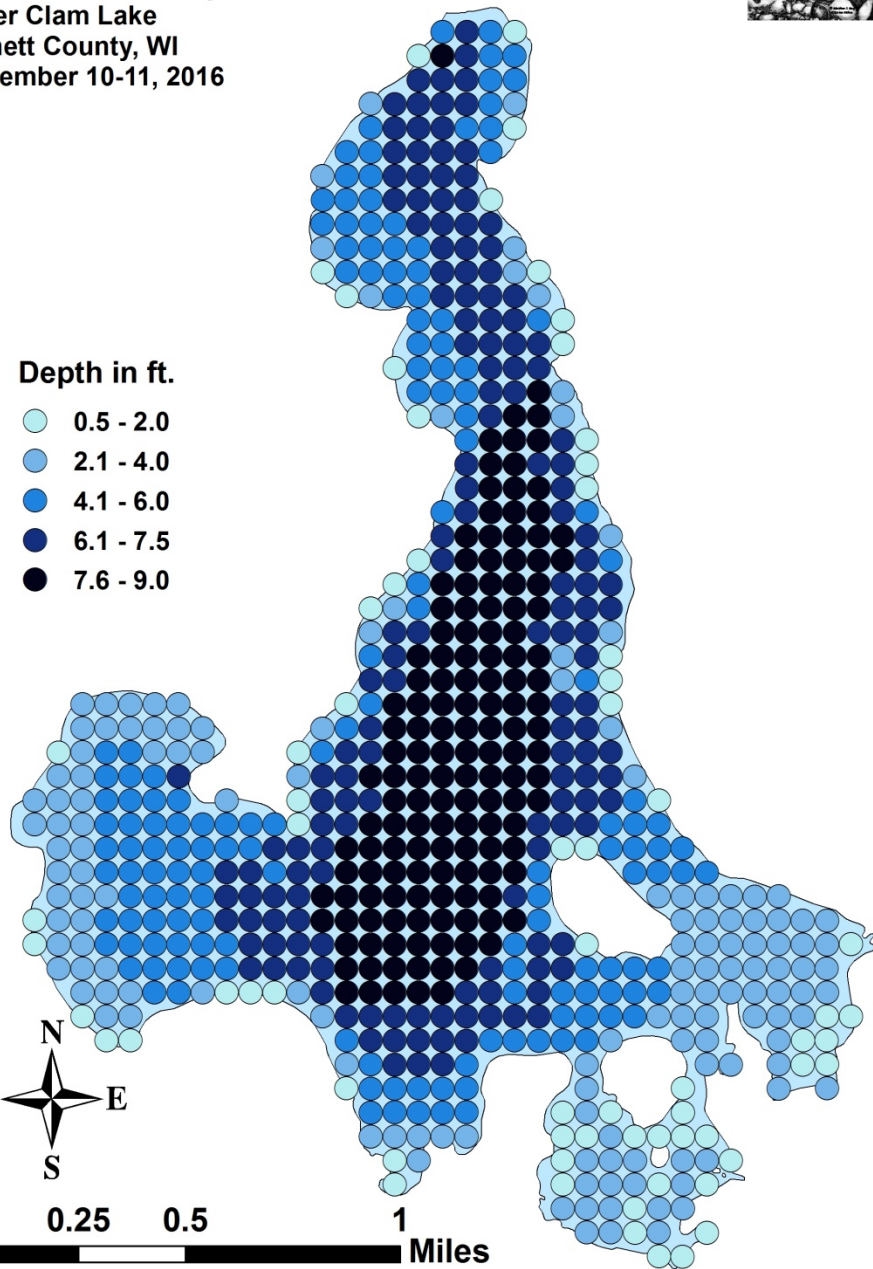 er Clam Lake
nett County, WI
ember 10-11, 2016
Depth in ft.
0.5 - 2.0
2.1 - 4.0
4.1 - 6.0
6.1 - 7.5
7.6 - 9.0
N
E
S
0.25 0.5 1
Miles